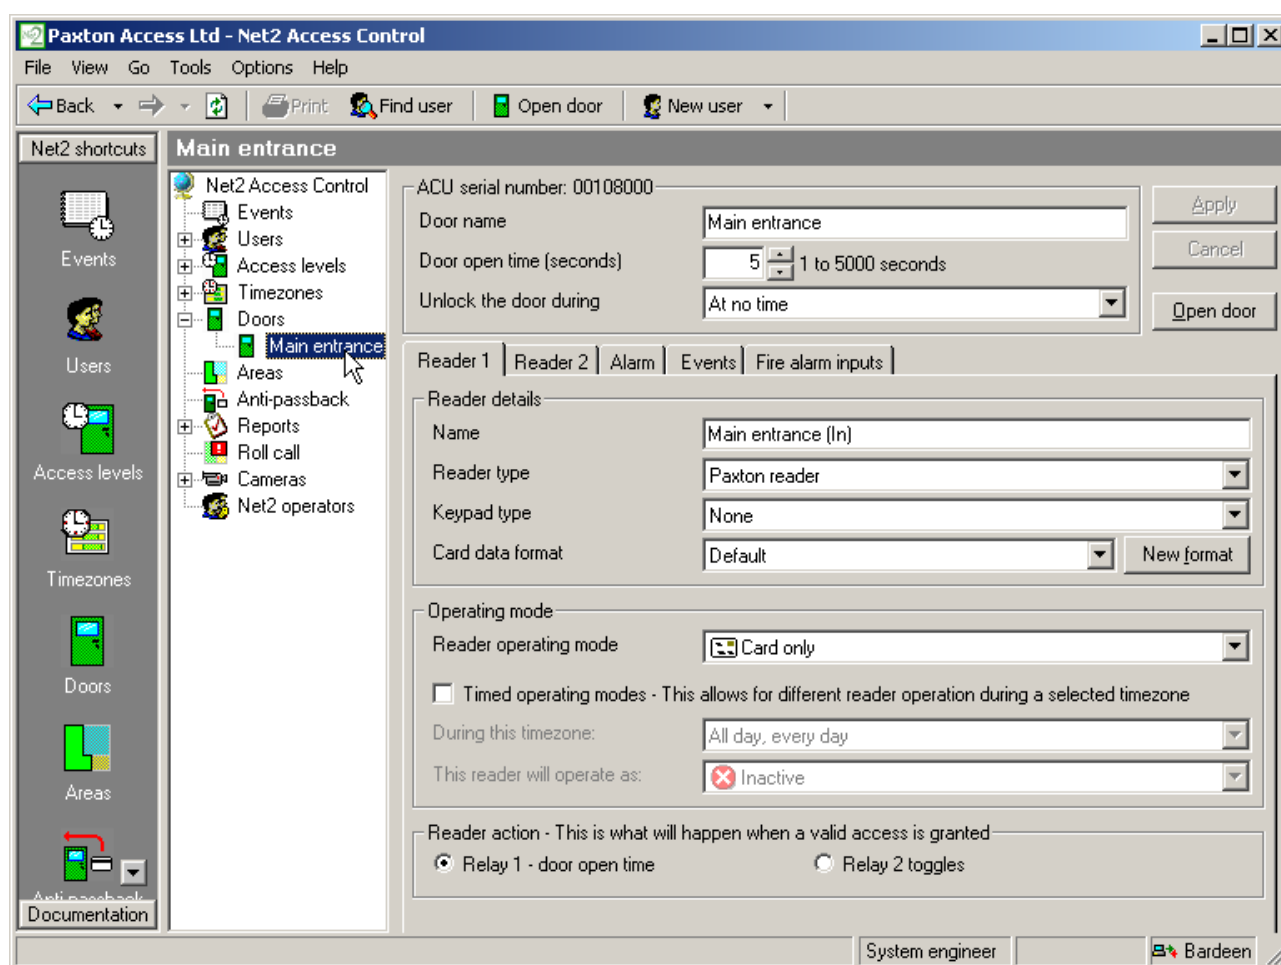 Paxton Access Ltd - Net2 Access Control
File View Go Tools Options Help
Back Print Find user Open door New user
Net2 shortcuts
Events
Users
Access levels
Timezones
Doors
Areas
Anti-passback
Documentation
Main entrance
Net2 Access Control
Events
Users
Access levels
Timezones
Doors
Main entrance
Areas
Anti-passback
Reports
Roll call
Cameras
Net2 operators
ACU serial number: 00108000
Door name Main entrance
Door open time (seconds) 5 1 to 5000 seconds
Unlock the door during At no time
Apply
Cancel
Open door
Reader 1 Reader 2 Alarm Events Fire alarm inputs
Reader details
Name Main entrance (In)
Reader type Paxton reader
Keypad type None
Card data format Default New format
Operating mode
Reader operating mode Card only
Timed operating modes - This allows for different reader operation during a selected timezone
During this timezone: All day, every day
This reader will operate as: Inactive
Reader action - This is what will happen when a valid access is granted
Relay 1 - door open time Relay 2 toggles
System engineer Bardeen